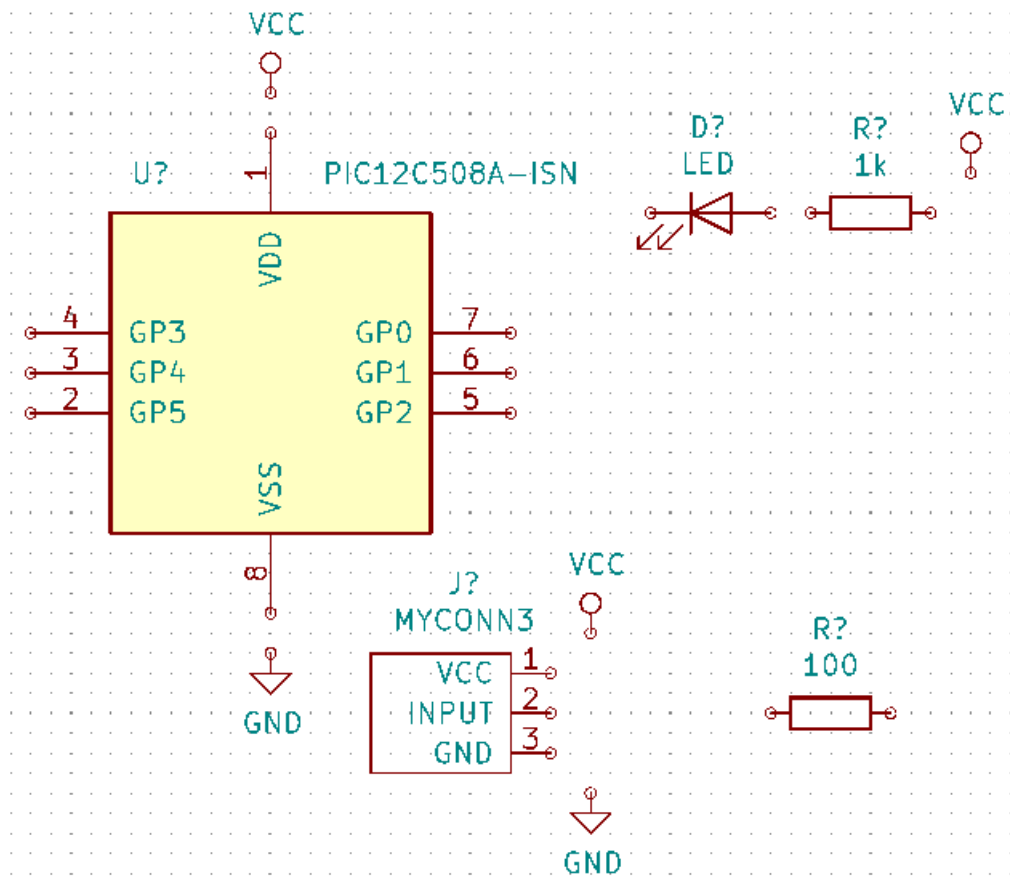 VCC
U?
1
PIC12C508A-ISN
VDD
4
GP3
GP0
7
3
GP4
GP1
6
2
GP5
GP2
5
VSS
8
GND
D?
LED
R?
1k
VCC
J?
MYCONN3
VCC
1
INPUT
2
GND
3
VCC
GND
R?
100